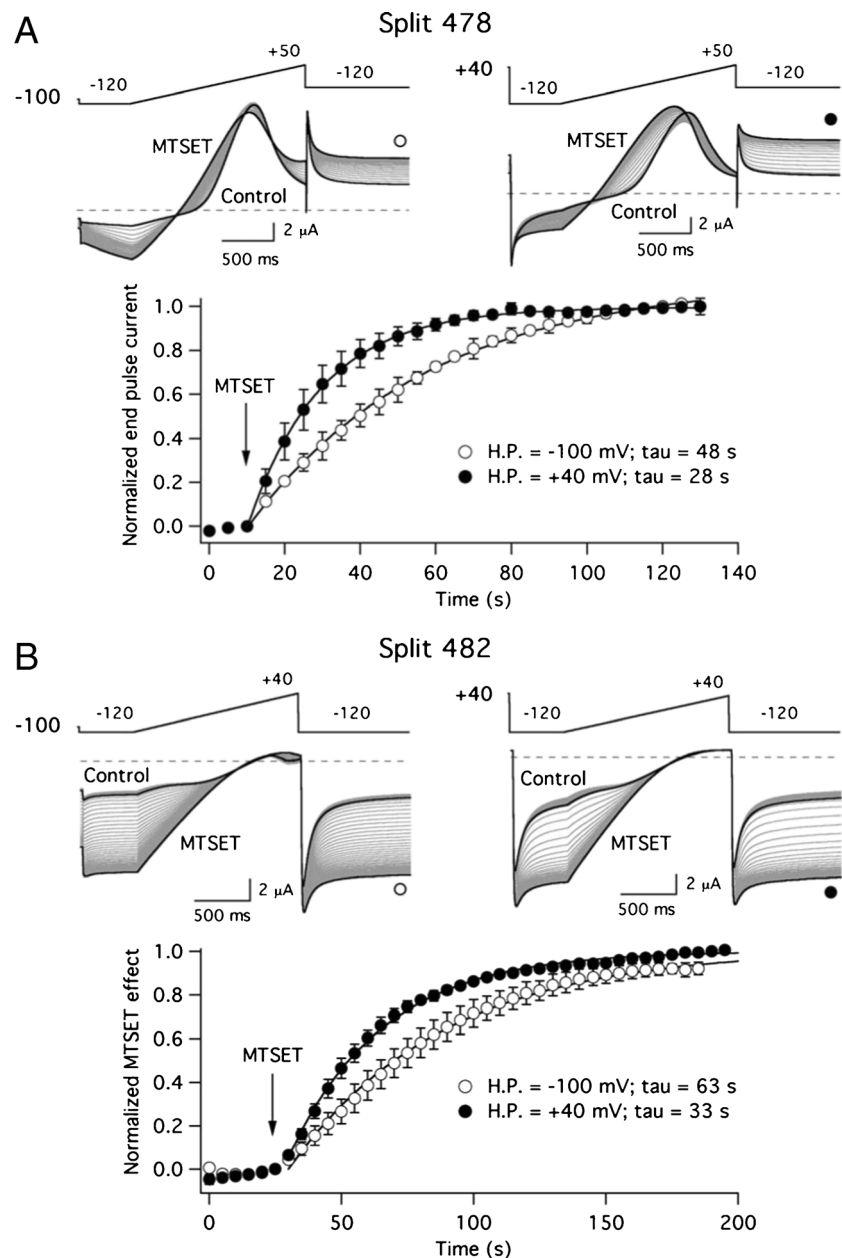 A
Split 478
-100
-120
+50
-120
MTSET
Control
2 μA
500 ms
+40
-120
+50
-120
MTSET
Control
2 μA
500 ms
Normalized end pulse current
1.0
0.8
0.6
0.4
0.2
0.0
MTSET
H.P. = -100 mV; tau = 48 s
H.P. = +40 mV; tau = 28 s
0 20 40 60 80 100 120 140
Time (s)
B
Split 482
-100
-120
+40
-120
Control
MTSET
2 μA
500 ms
+40
-120
+40
-120
Control
MTSET
2 μA
500 ms
Normalized MTSET effect
1.0
0.8
0.6
0.4
0.2
0.0
MTSET
H.P. = -100 mV; tau = 63 s
H.P. = +40 mV; tau = 33 s
0 50 100 150 200
Time (s)